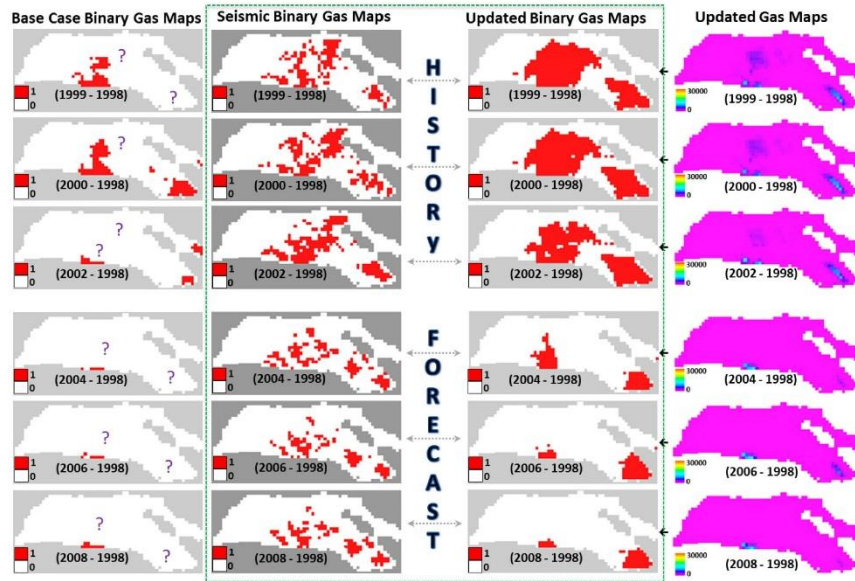 Base Case Binary Gas Maps Seismic Binary Gas Maps Updated Binary Gas Maps Updated Gas Maps
? ?
1 0 (1999 - 1998) 1 0 (1999 - 1998) 1 0 (1999 - 1998) 30000 0 (1999 - 1998)
?
1 0 (2000 - 1998) 1 0 (2000 - 1998) 1 0 (2000 - 1998) 30000 0 (2000 - 1998)
? ?
1 0 (2002 - 1998) 1 0 (2002 - 1998) 1 0 (2002 - 1998) 30000 0 (2002 - 1998)
HISTORY
? ?
1 0 (2004 - 1998) 1 0 (2004 - 1998) 1 0 (2004 - 1998) 30000 0 (2004 - 1998)
? ?
1 0 (2006 - 1998) 1 0 (2006 - 1998) 1 0 (2006 - 1998) 30000 0 (2006 - 1998)
? ?
1 0 (2008 - 1998) 1 0 (2008 - 1998) 1 0 (2008 - 1998) 30000 0 (2008 - 1998)
FORECAST